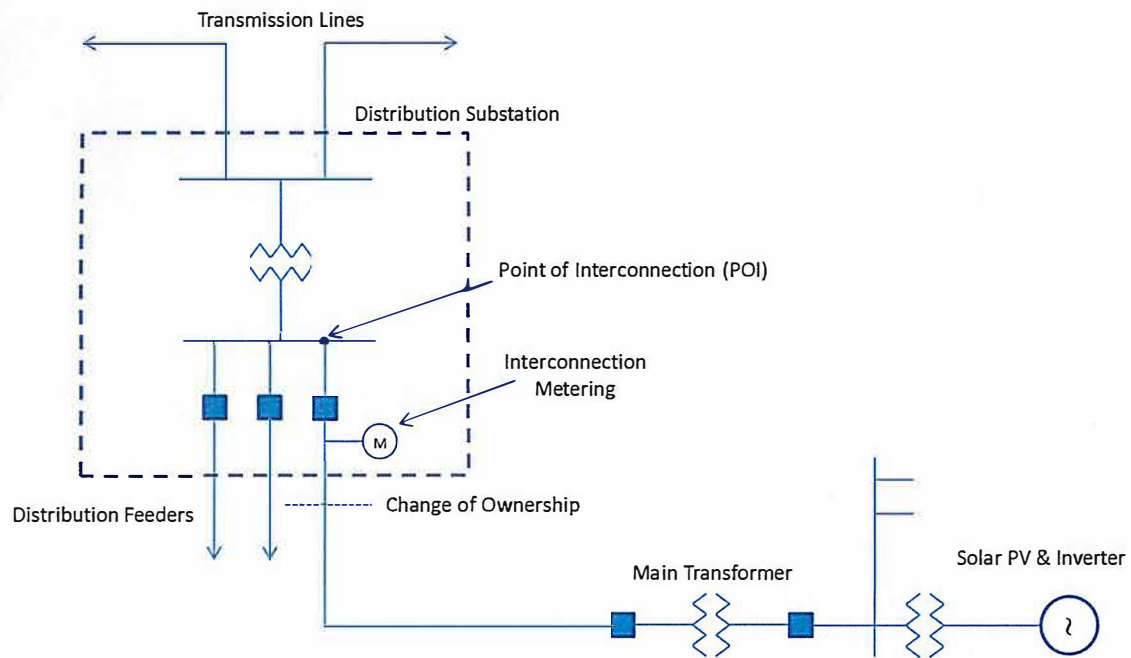 Transmission Lines
Distribution Substation
Point of Interconnection (POI)
Interconnection
Metering
M
Change of Ownership
Distribution Feeders
Main Transformer
Solar PV & Inverter
~